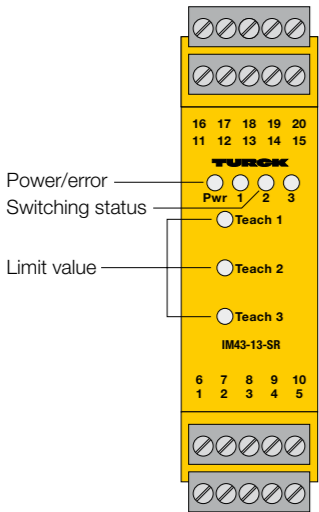 16 17 18 19 20
11 12 13 14 15
TURCK
Power/error
Pwr 1 2 3
Switching status
Teach 1
Limit value
Teach 2
Teach 3
IM43-13-SR
6 7 8 9 10
1 2 3 4 5